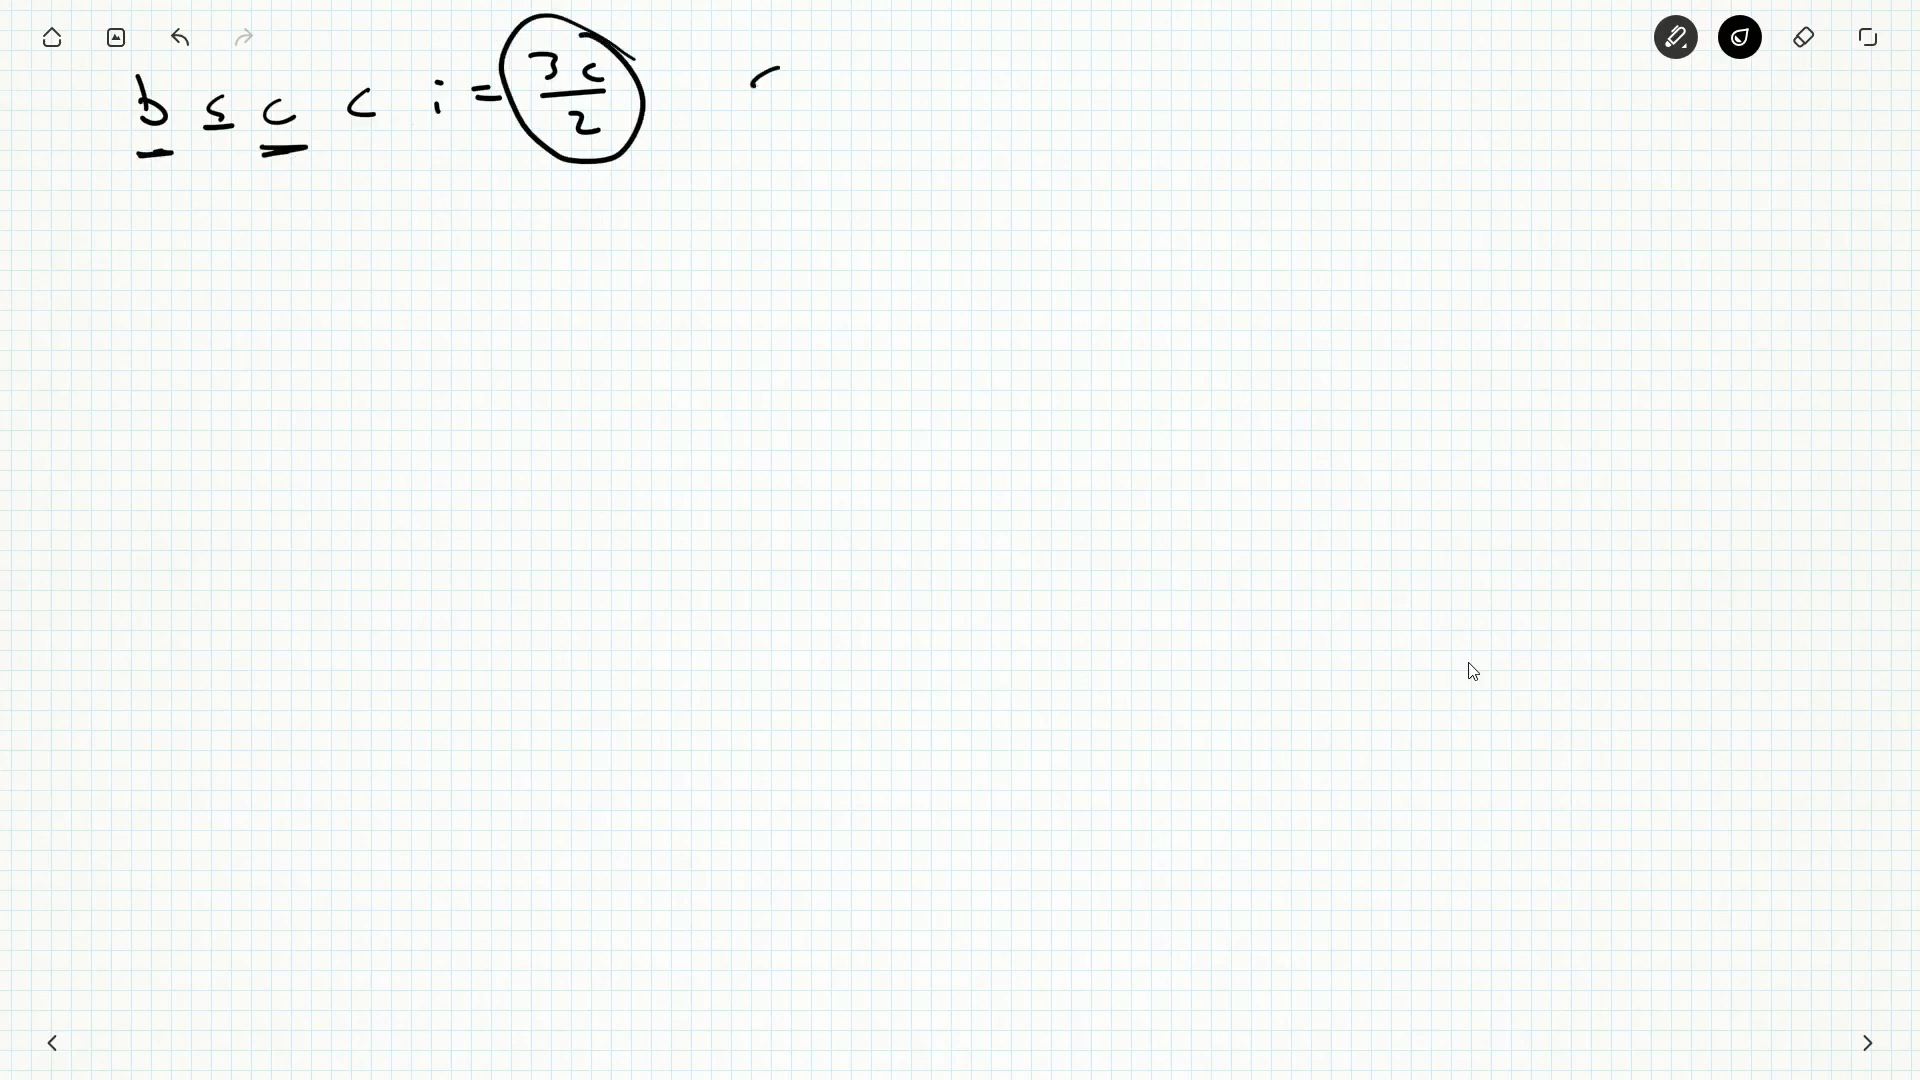 b s c c i = 3c/2